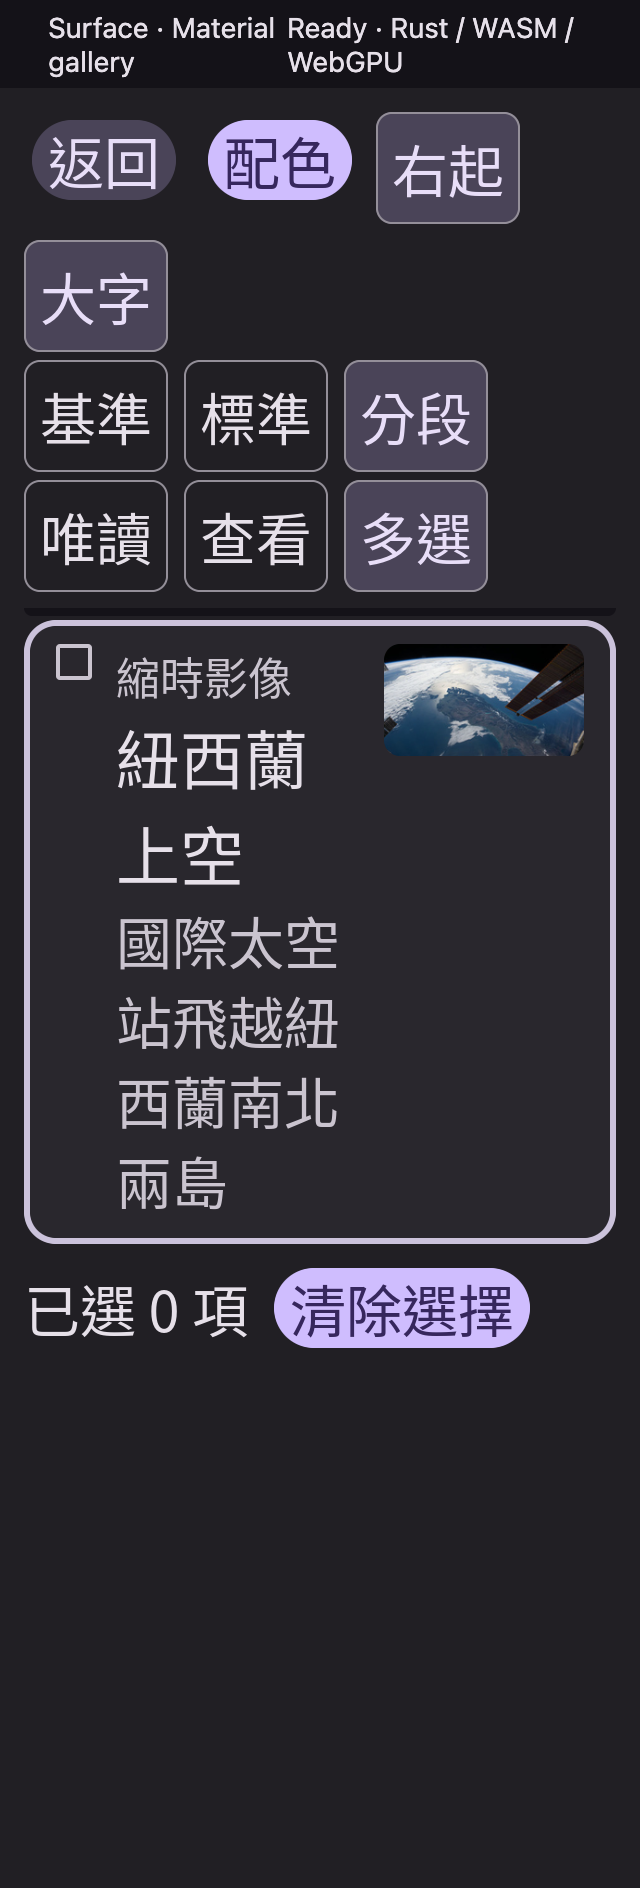 Surface · Material gallery
Ready · Rust / WASM / WebGPU
返回
配色
右起
大字
基準
標準
分段
唯讀
查看
多選
縮時影像
紐西蘭
上空
國際太空
站飛越紐
西蘭南北
兩島
已選 0 項
清除選擇